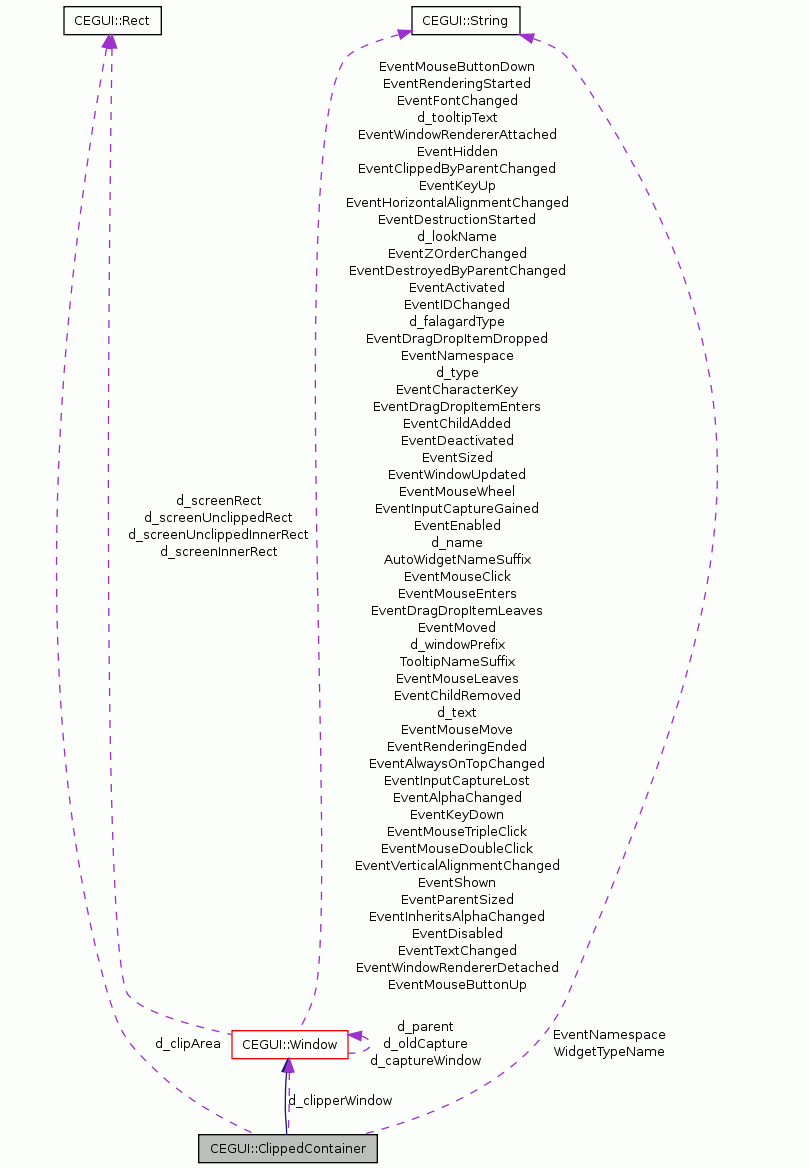 CEGUI::Rect
CEGUI::String
EventMouseButtonDown
EventRenderingStarted
EventFontChanged
d_tooltipText
EventWindowRendererAttached
EventHidden
EventClippedByParentChanged
EventKeyUp
EventHorizontalAlignmentChanged
EventDestructionStarted
d_lookName
EventZOrderChanged
EventDestroyedByParentChanged
EventActivated
EventIDChanged
d_falagardType
EventDragDropItemDropped
EventNamespace
d_type
EventCharacterKey
EventDragDropItemEnters
EventChildAdded
EventDeactivated
EventSized
EventWindowUpdated
EventMouseWheel
EventInputCaptureGained
EventEnabled
d_name
AutoWidgetNameSuffix
EventMouseClick
EventMouseEnters
EventDragDropItemLeaves
EventMoved
d_windowPrefix
TooltipNameSuffix
EventMouseLeaves
EventChildRemoved
d_text
EventMouseMove
EventRenderingEnded
EventAlwaysOnTopChanged
EventInputCaptureLost
EventAlphaChanged
EventKeyDown
EventMouseTripleClick
EventMouseDoubleClick
EventVerticalAlignmentChanged
EventShown
EventParentSized
EventInheritsAlphaChanged
EventDisabled
EventTextChanged
EventWindowRendererDetached
EventMouseButtonUp
d_screenRect
d_screenUnclippedRect
d_screenUnclippedInnerRect
d_screenInnerRect
d_clipArea
CEGUI::Window
d_parent
d_oldCapture
d_captureWindow
EventNamespace
WidgetTypeName
d_clipperWindow
CEGUI::ClippedContainer